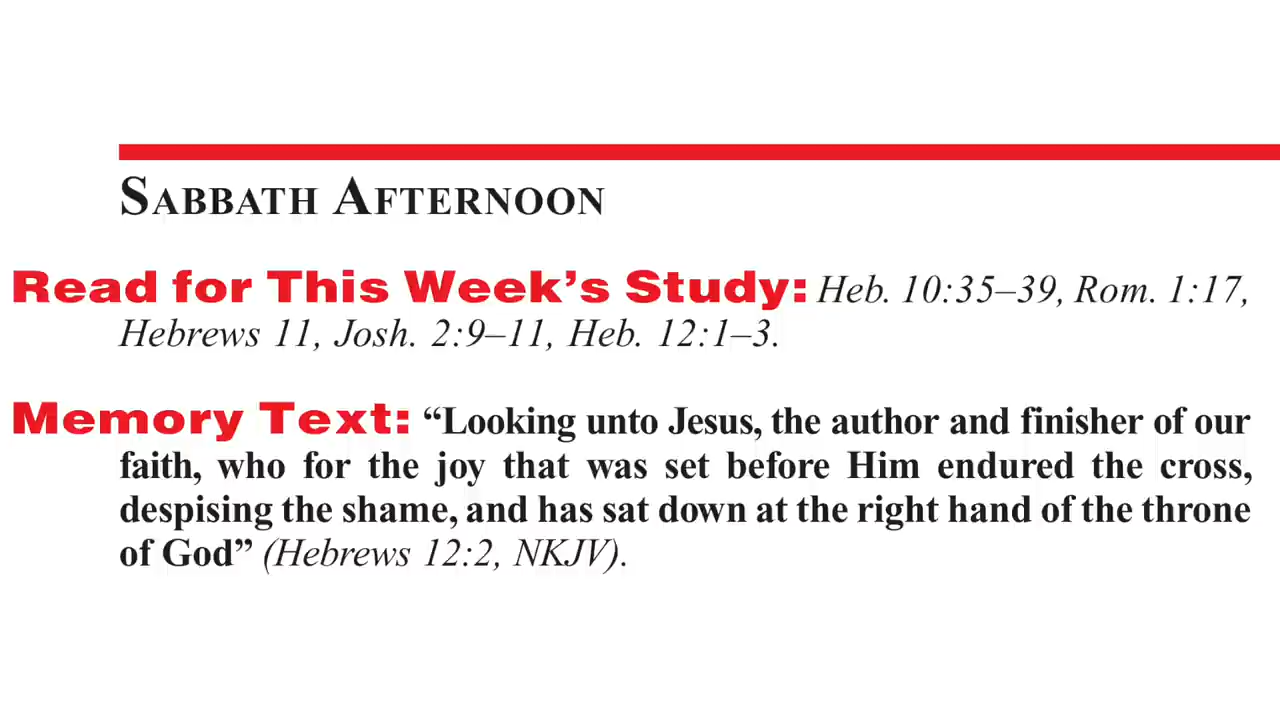 SABBATH AFTERNOON
Read for This Week’s Study: Heb. 10:35–39, Rom. 1:17,
Hebrews 11, Josh. 2:9–11, Heb. 12:1–3.
Memory Text: “Looking unto Jesus, the author and finisher of our
faith, who for the joy that was set before Him endured the cross,
despising the shame, and has sat down at the right hand of the throne
of God” (Hebrews 12:2, NKJV).